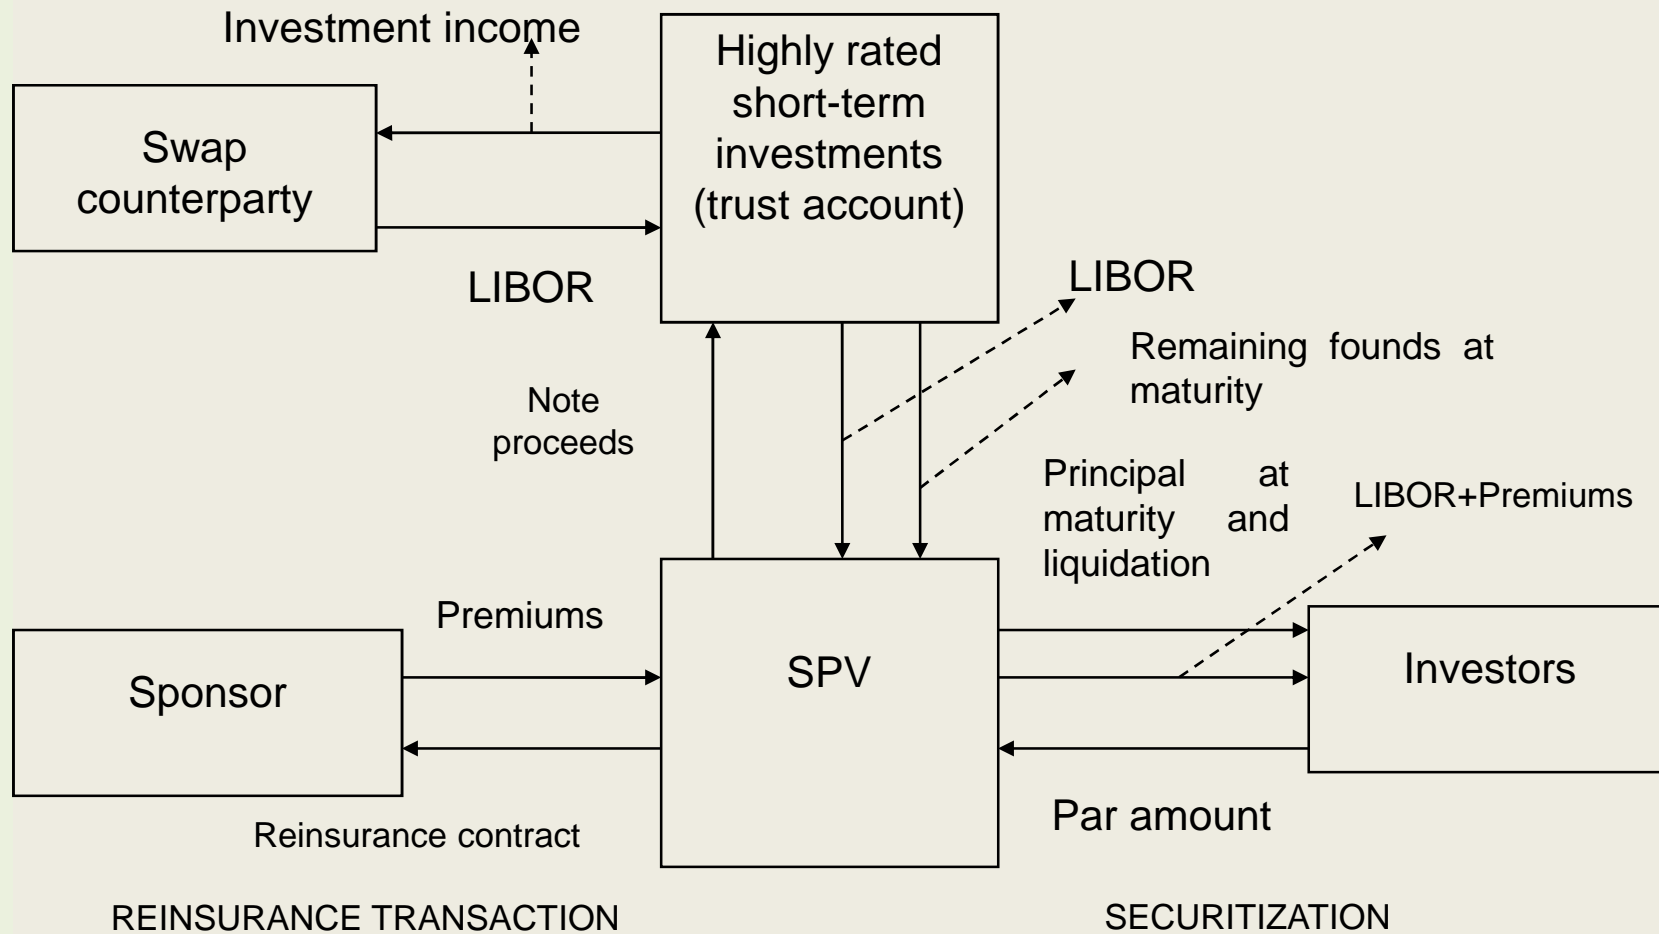 Investment income
Highly rated
short-term
investments
(trust account)
Swap
counterparty
LIBOR
LIBOR
Remaining founds at
maturity
Note
proceeds
Principal at
maturity and
liquidation
LIBOR+Premiums
Premiums
Sponsor
SPV
Investors
Par amount
Reinsurance contract
REINSURANCE TRANSACTION
SECURITIZATION